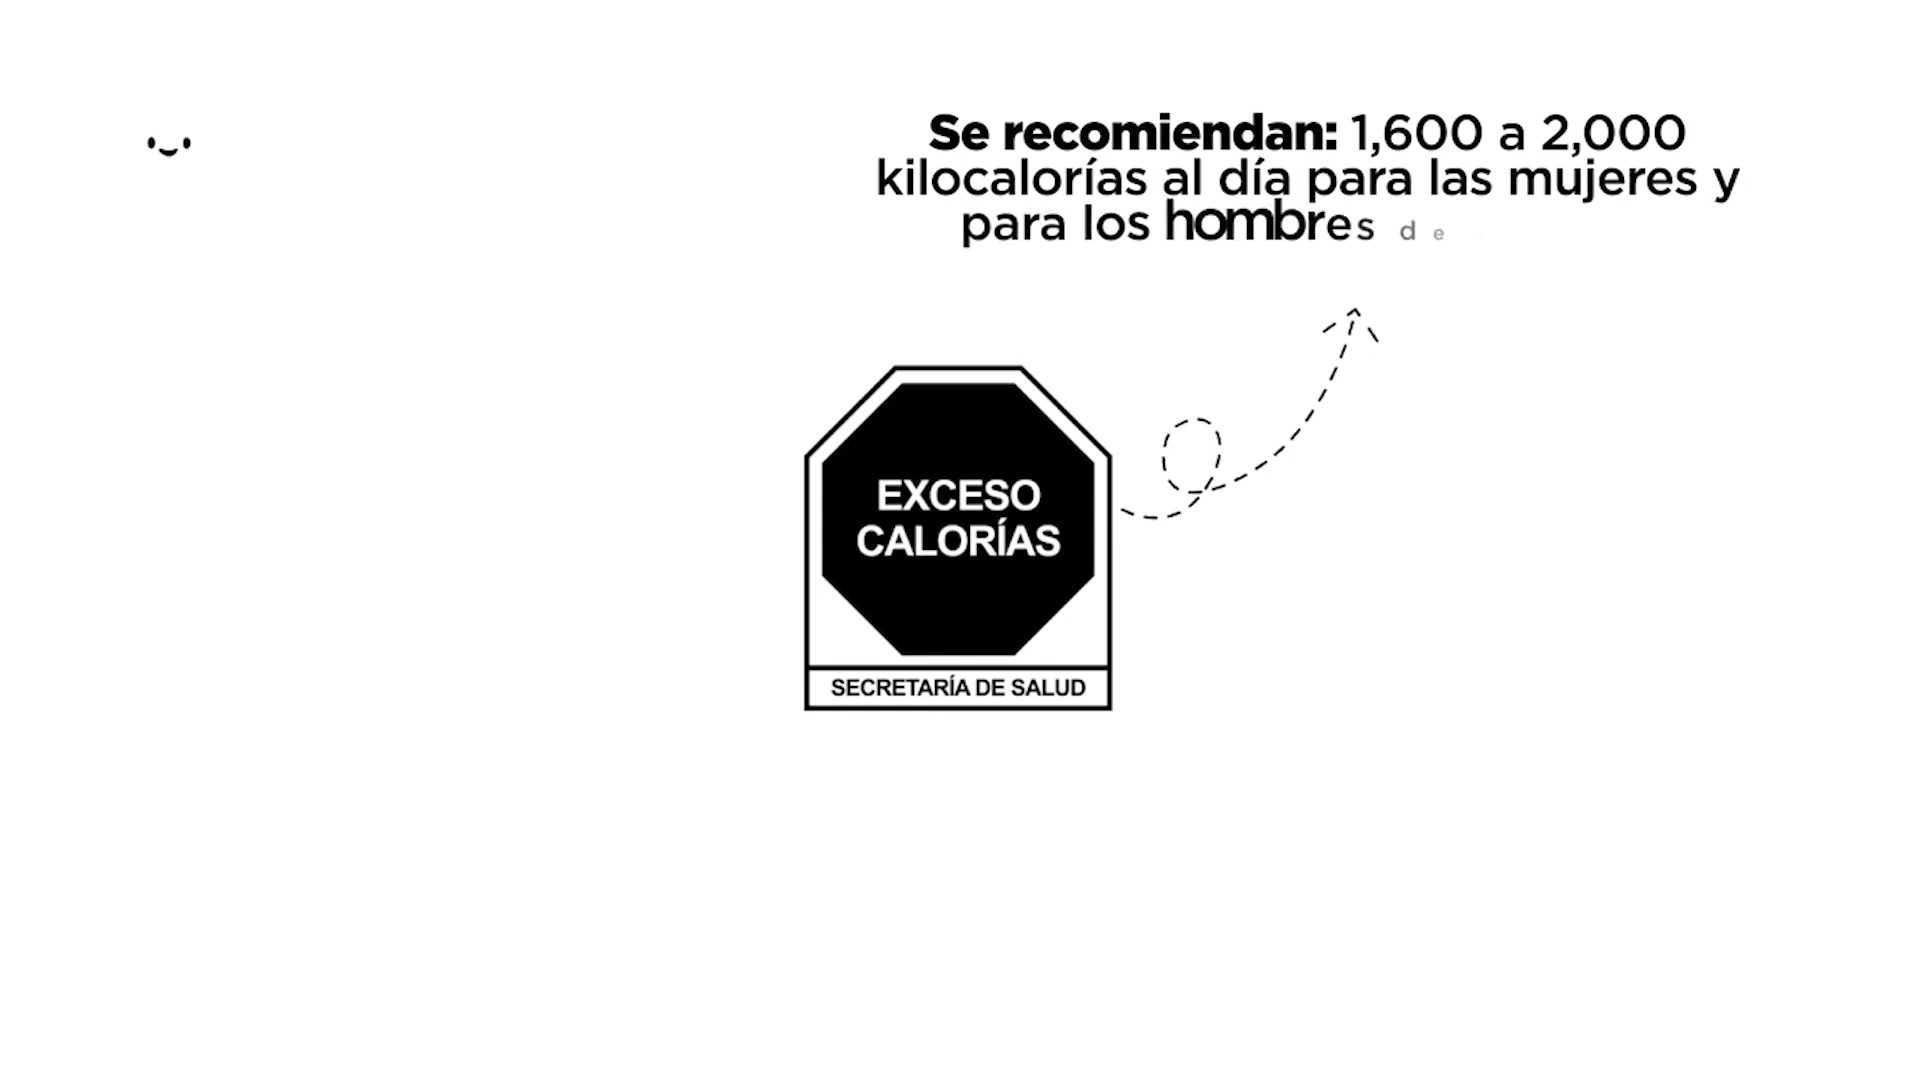 Se recomiendan: 1,600 a 2,000
kilocalorías al día para las mujeres y
para los hombres de
EXCESO
CALORÍAS
SECRETARÍA DE SALUD